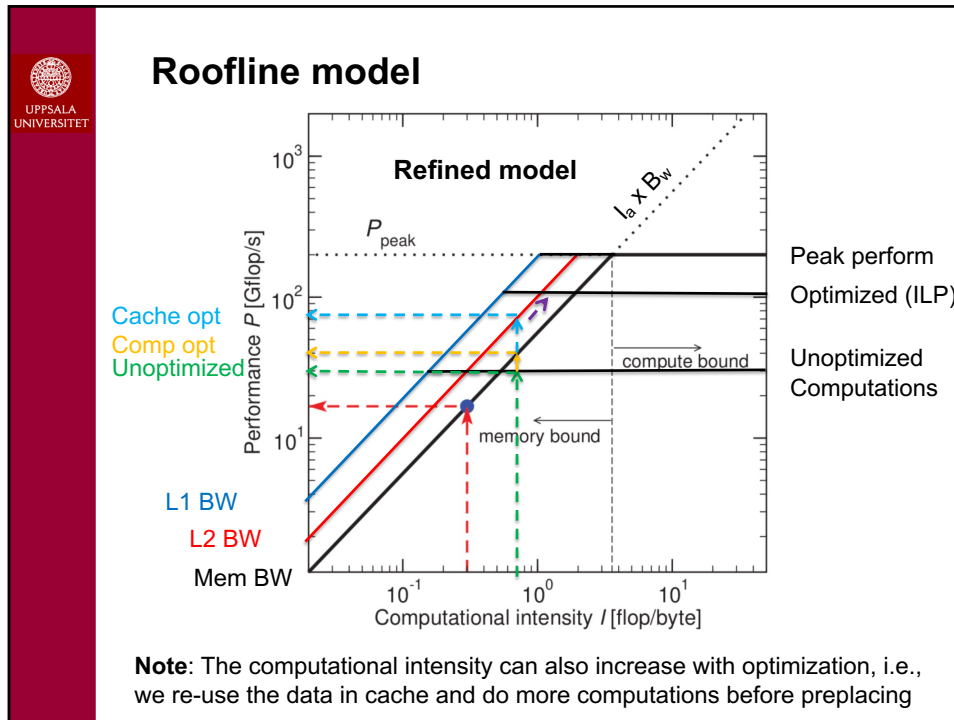 Roofline model
UPPSALA
UNIVERSITET
Refined model
I_a x B_w
P_peak
10^3
10^2
10^1
Performance P [Gflop/s]
Peak perform
Optimized (ILP)
Cache opt
Comp opt
Unoptimized
compute bound
Unoptimized
Computations
memory bound
L1 BW
L2 BW
Mem BW
10^-1
10^0
10^1
Computational intensity I [flop/byte]
Note: The computational intensity can also increase with optimization, i.e.,
we re-use the data in cache and do more computations before preplacing